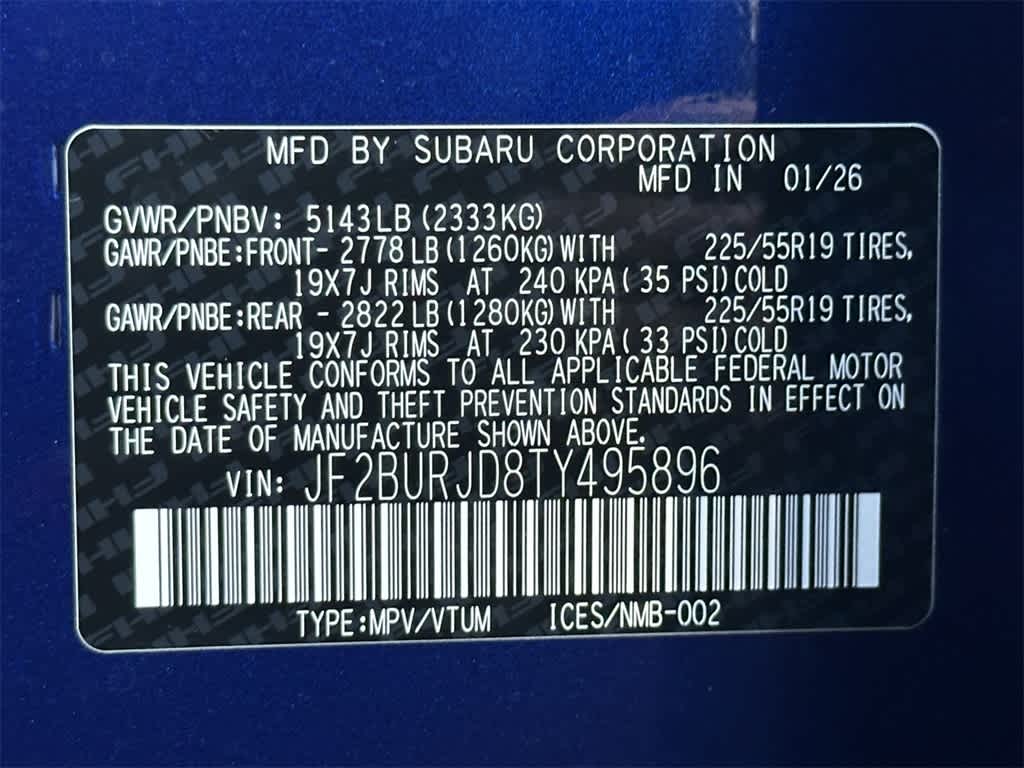 MFD BY SUBARU CORPORATION
MFD IN 01/26
GVWR/PNBV: 5143LB (2333KG)
GAWR/PNBE:FRONT- 2778 LB (1260KG) WITH 225/55R19 TIRES,
19X7J RIMS AT 240 KPA ( 35 PSI) COLD
GAWR/PNBE:REAR - 2822 LB (1280KG) WITH 225/55R19 TIRES,
19X7J RIMS AT 230 KPA ( 33 PSI) COLD
THIS VEHICLE CONFORMS TO ALL APPLICABLE FEDERAL MOTOR
VEHICLE SAFETY AND THEFT PREVENTION STANDARDS IN EFFECT ON
THE DATE OF MANUFACTURE SHOWN ABOVE.
VIN: JF2BURJD8TY495896
TYPE:MPV/VTUM ICES/NMB-002